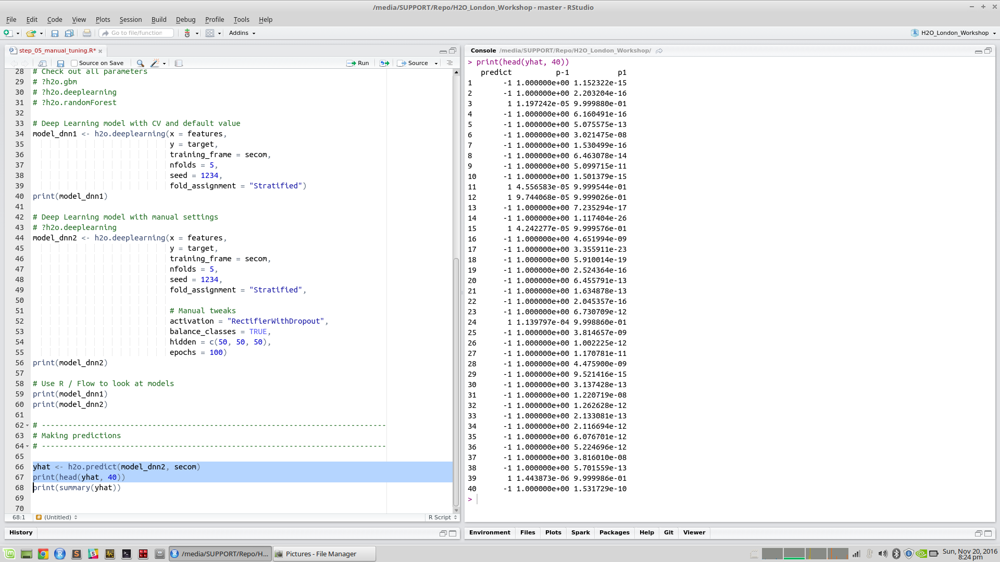 /media/SUPPORT/Repo/H2O_London_Workshop - master - RStudio
File Edit Code View Plots Session Build Debug Profile Tools Help
Go to file/function Addins H2O_London_Workshop
step_05_manual_tuning.R*
Source on Save Run Source
28 # Check out all parameters
29 # ?h2o.gbm
30 # ?h2o.deeplearning
31 # ?h2o.randomForest
32
33 # Deep Learning model with CV and default value
34 model_dnn1 <- h2o.deeplearning(x = features,
35 y = target,
36 training_frame = secom,
37 nfolds = 5,
38 seed = 1234,
39 fold_assignment = "Stratified")
40 print(model_dnn1)
41
42 # Deep Learning model with manual settings
43 # ?h2o.deeplearning
44 model_dnn2 <- h2o.deeplearning(x = features,
45 y = target,
46 training_frame = secom,
47 nfolds = 5,
48 seed = 1234,
49 fold_assignment = "Stratified",
50
51 # Manual tweaks
52 activation = "RectifierWithDropout",
53 balance_classes = TRUE,
54 hidden = c(50, 50, 50),
55 epochs = 100)
56 print(model_dnn2)
57
58 # Use R / Flow to look at models
59 print(model_dnn1)
60 print(model_dnn2)
61
62 # ------------------------------------------------------------------------------
63 # Making predictions
64 # ------------------------------------------------------------------------------
65
66 yhat <- h2o.predict(model_dnn2, secom)
67 print(head(yhat, 40))
68 print(summary(yhat))
69
70
68:1 (Untitled) R Script
History
Console /media/SUPPORT/Repo/H2O_London_Workshop/
> print(head(yhat, 40))
predict p-1 p1
1 -1 1.000000e+00 1.152322e-15
2 -1 1.000000e+00 2.203204e-16
3 1 1.197242e-05 9.999880e-01
4 -1 1.000000e+00 6.160491e-16
5 -1 1.000000e+00 5.075575e-13
6 -1 1.000000e+00 3.021475e-08
7 -1 1.000000e+00 1.530499e-16
8 -1 1.000000e+00 6.463078e-14
9 -1 1.000000e+00 5.099715e-11
10 -1 1.000000e+00 1.501379e-15
11 1 4.556583e-05 9.999544e-01
12 1 9.744068e-05 9.999026e-01
13 -1 1.000000e+00 7.235294e-17
14 -1 1.000000e+00 1.117404e-26
15 1 4.242277e-05 9.999576e-01
16 -1 1.000000e+00 4.651994e-09
17 -1 1.000000e+00 3.355911e-23
18 -1 1.000000e+00 5.910014e-19
19 -1 1.000000e+00 2.524364e-16
20 -1 1.000000e+00 6.455791e-13
21 -1 1.000000e+00 1.634878e-13
22 -1 1.000000e+00 2.045357e-16
23 -1 1.000000e+00 6.730709e-12
24 1 1.139797e-04 9.998860e-01
25 -1 1.000000e+00 3.814657e-09
26 -1 1.000000e+00 1.002225e-12
27 -1 1.000000e+00 1.170781e-11
28 -1 1.000000e+00 4.475900e-09
29 -1 1.000000e+00 9.521416e-15
30 -1 1.000000e+00 3.137428e-13
31 -1 1.000000e+00 1.220719e-08
32 -1 1.000000e+00 1.262628e-12
33 -1 1.000000e+00 2.133081e-13
34 -1 1.000000e+00 2.116694e-12
35 -1 1.000000e+00 6.076701e-12
36 -1 1.000000e+00 5.224696e-12
37 -1 1.000000e+00 3.816010e-08
38 -1 1.000000e+00 5.701559e-13
39 1 1.443873e-06 9.999986e-01
40 -1 1.000000e+00 1.531729e-10
>
Environment Files Plots Spark Packages Help Git Viewer
/media/SUPPORT/Repo/H... Pictures - File Manager
Sun, Nov 20, 2016
8:24 pm